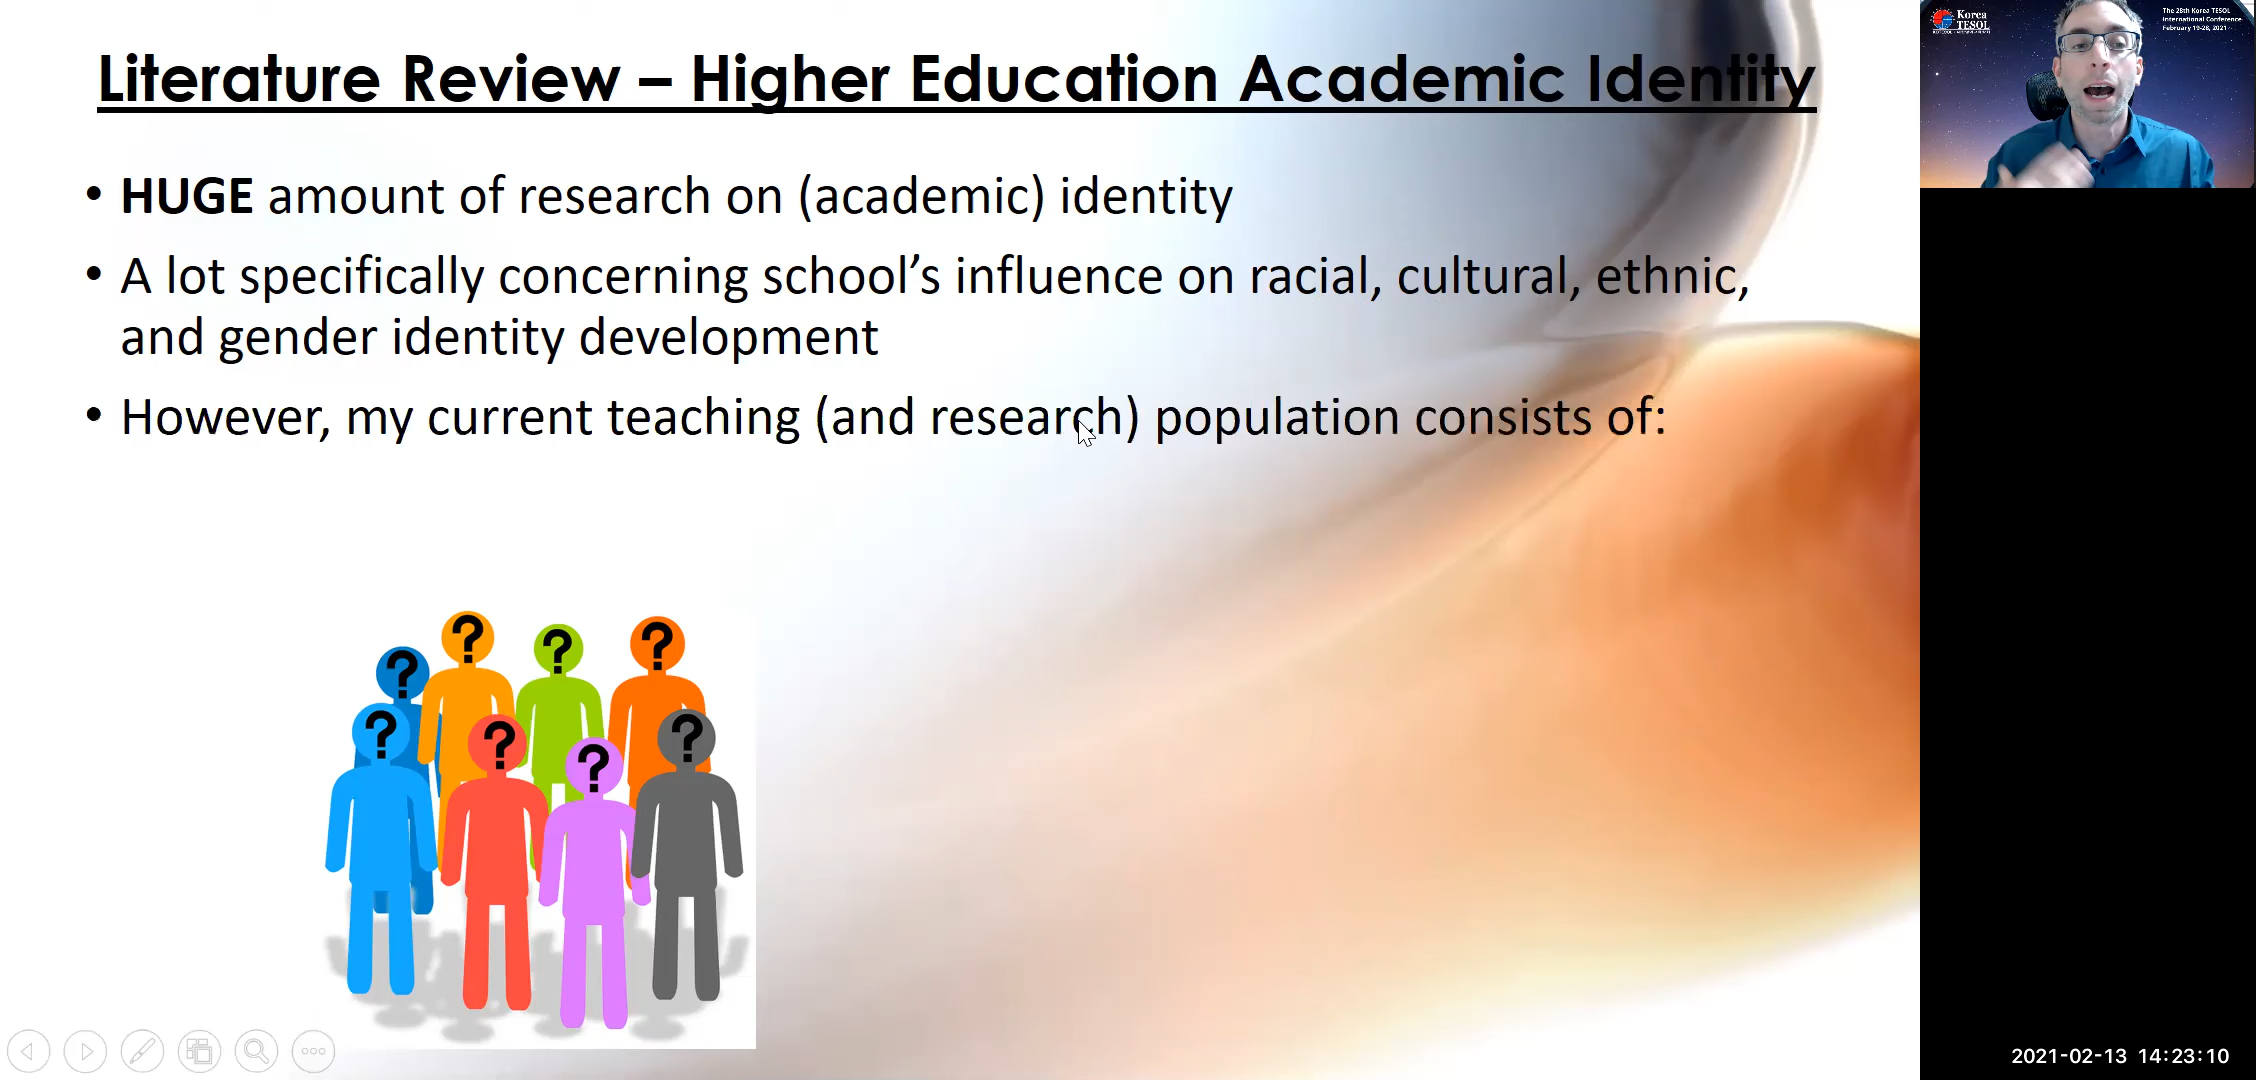 Literature Review – Higher Education Academic Identity
• HUGE amount of research on (academic) identity
• A lot specifically concerning school’s influence on racial, cultural, ethnic,
and gender identity development
• However, my current teaching (and research) population consists of:
?
?
?
?
?
?
?
?
Korea
TESOL
The 28th Korea TESOL
International Conference
February 19-28, 2021
2021-02-13 14:23:10